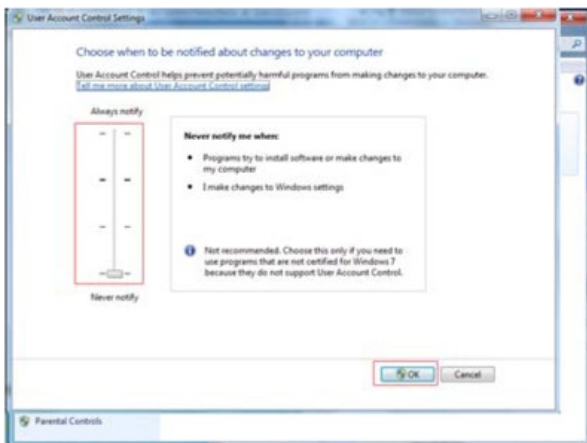 User Account Control Settings
Choose when to be notified about changes to your computer
User Account Control helps prevent potentially harmful programs from making changes to your computer.
Tell me more about User Account Control settings
Always notify
Never notify me when:
• Programs try to install software or make changes to
my computer
• I make changes to Windows settings
Not recommended. Choose this only if you need to
use programs that are not certified for Windows 7
because they do not support User Account Control.
Never notify
OK
Cancel
Parental Controls